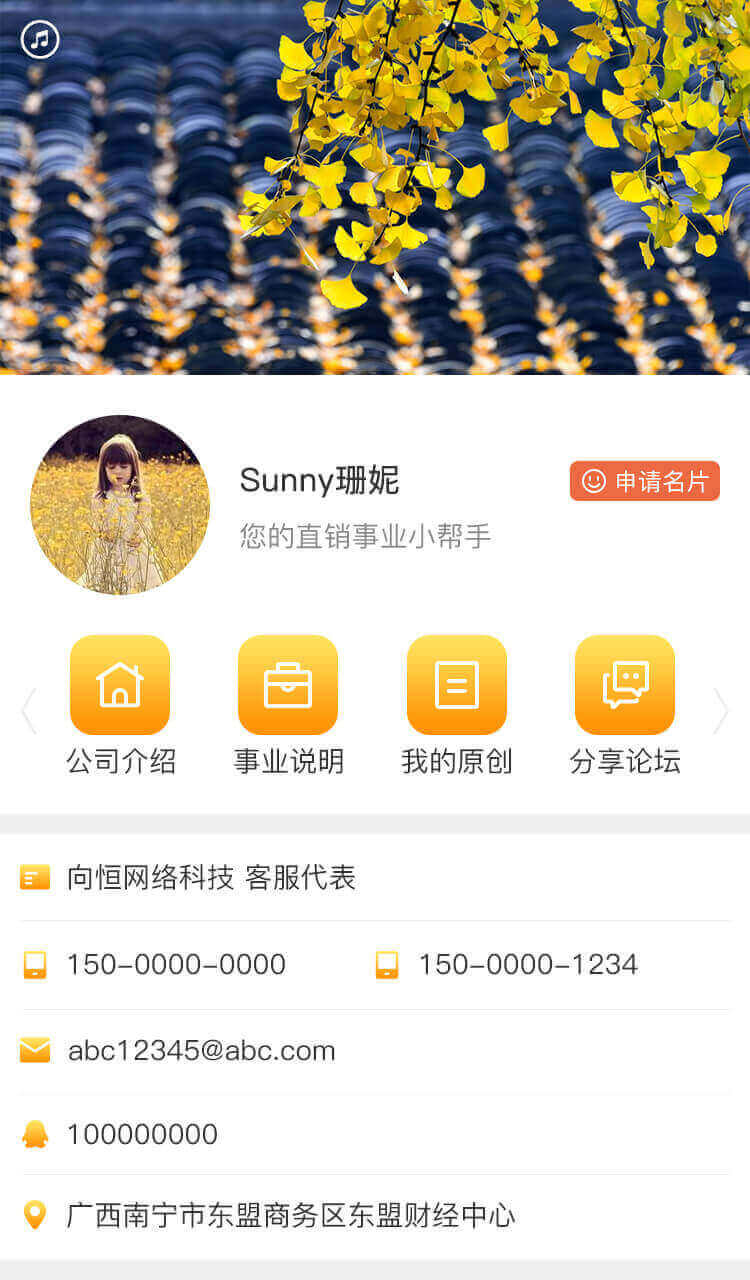 Sunny珊妮
申请名片
您的直销事业小帮手
公司介绍
事业说明
我的原创
分享论坛
向恒网络科技 客服代表
150-0000-0000
150-0000-1234
abc12345@abc.com
100000000
广西南宁市东盟商务区东盟财经中心